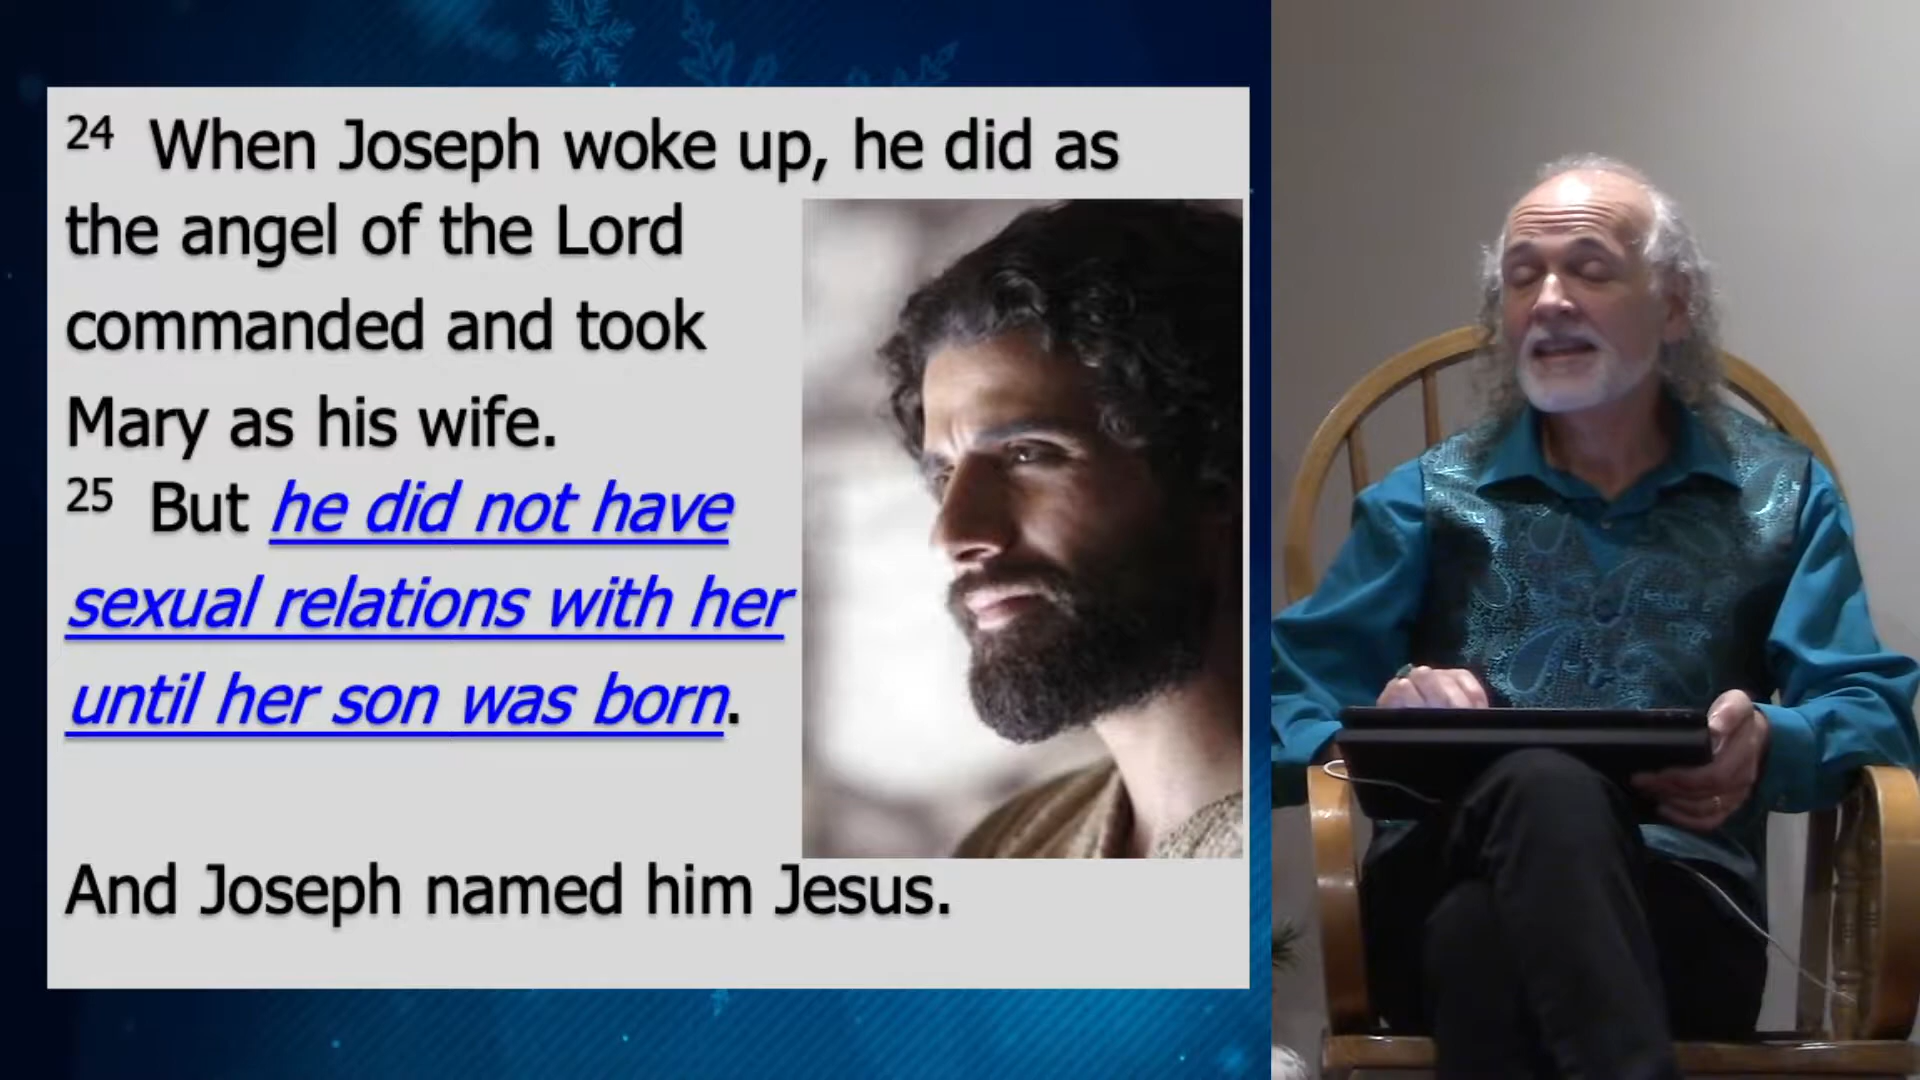 24 When Joseph woke up, he did as
the angel of the Lord
commanded and took
Mary as his wife.
25 But he did not have
sexual relations with her
until her son was born.
And Joseph named him Jesus.